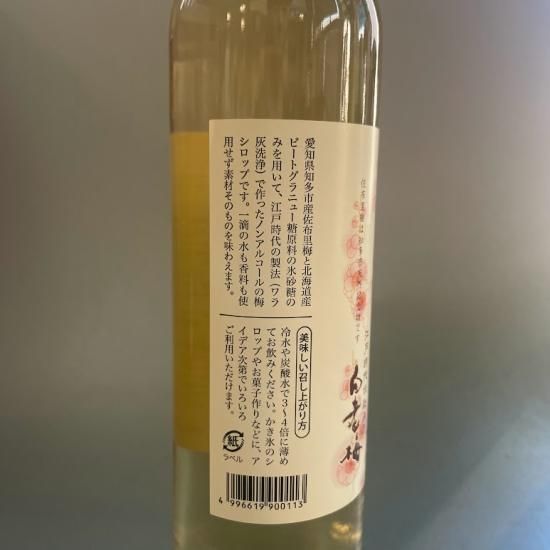 愛知県知多市産佐布里梅と北海道産
ビートグラニュー糖原料の氷砂糖の
みを用いて、江戸時代の製法（ワラ
灰洗浄）で作ったノンアルコールの梅
シロップです。一滴の水も香料も使
用せず素材そのものを味わえます。
美味しい召し上がり方
冷水や炭酸水で3〜4倍に薄め
てお飲みください。かき氷のシ
ロップやお菓子作りなどに、ア
イデア次第でいろいろ
ご利用いただけます。
紙
ラベル
4 996619 900113
白老梅